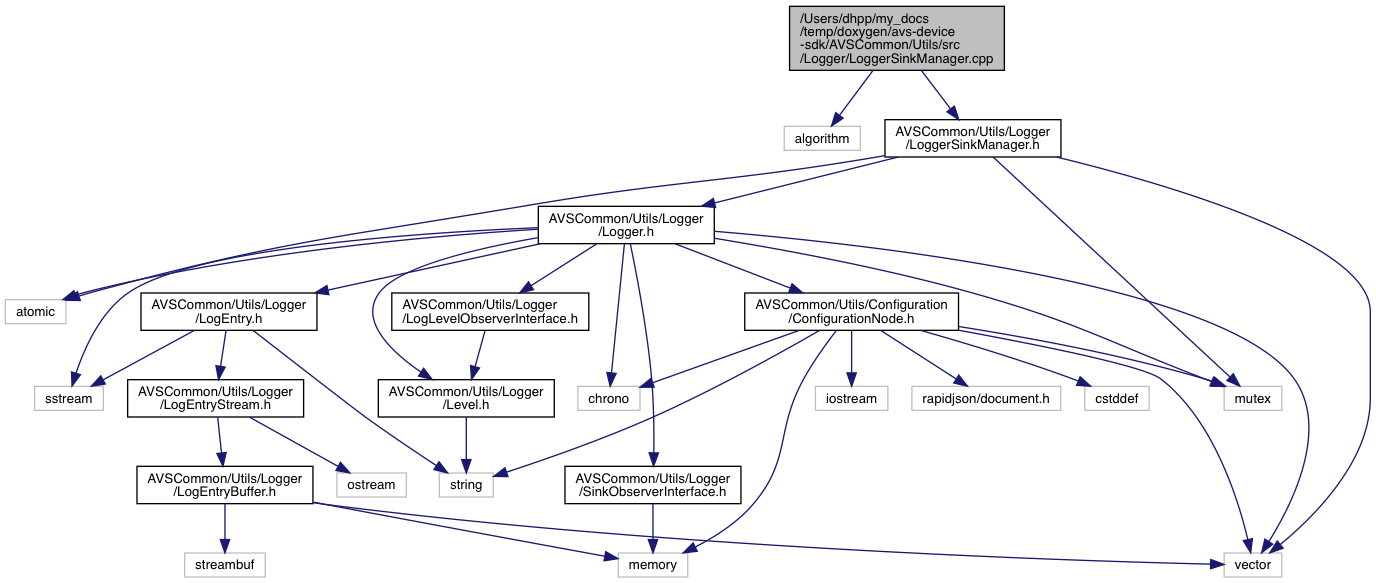 /Users/dhpp/my_docs
/temp/doxygen/avs-device
-sdk/AVSCommon/Utils/src
/Logger/LoggerSinkManager.cpp
algorithm
AVSCommon/Utils/Logger
/LoggerSinkManager.h
AVSCommon/Utils/Logger
/Logger.h
atomic
AVSCommon/Utils/Logger
/LogEntry.h
AVSCommon/Utils/Logger
/LogLevelObserverInterface.h
AVSCommon/Utils/Configuration
/ConfigurationNode.h
sstream
AVSCommon/Utils/Logger
/LogEntryStream.h
AVSCommon/Utils/Logger
/Level.h
chrono
iostream
rapidjson/document.h
cstddef
mutex
AVSCommon/Utils/Logger
/LogEntryBuffer.h
ostream
string
AVSCommon/Utils/Logger
/SinkObserverInterface.h
streambuf
memory
vector